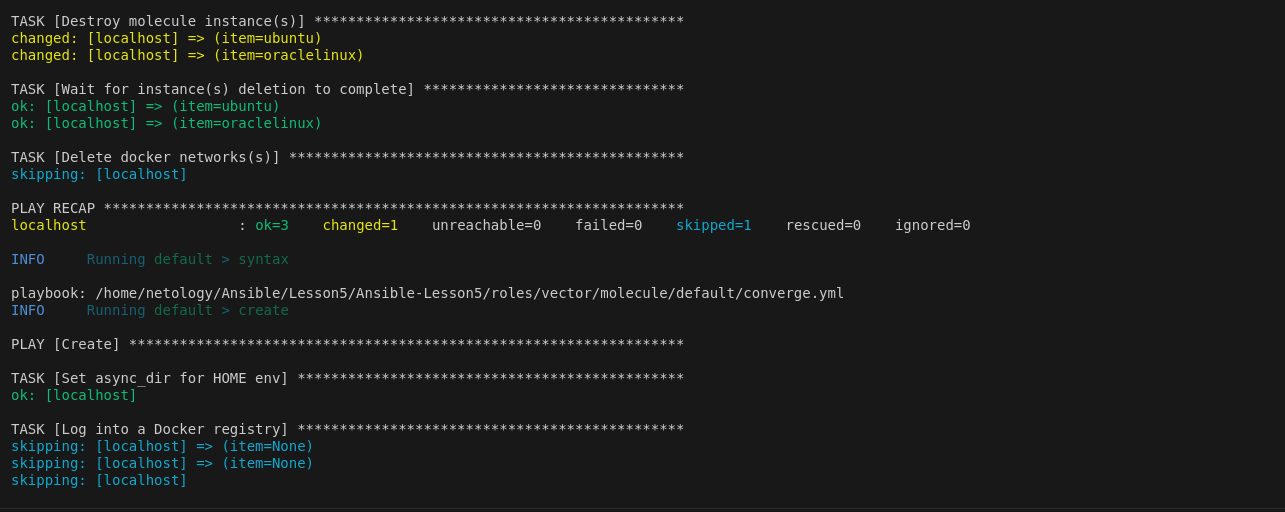 TASK [Destroy molecule instance(s)] ********************************************
changed: [localhost] => (item=ubuntu)
changed: [localhost] => (item=oraclelinux)
TASK [Wait for instance(s) deletion to complete] *******************************
ok: [localhost] => (item=ubuntu)
ok: [localhost] => (item=oraclelinux)
TASK [Delete docker networks(s)] ***********************************************
skipping: [localhost]
PLAY RECAP *********************************************************************
localhost                  : ok=3    changed=1    unreachable=0    failed=0    skipped=1    rescued=0    ignored=0
INFO     Running default > syntax
playbook: /home/netology/Ansible/Lesson5/Ansible-Lesson5/roles/vector/molecule/default/converge.yml
INFO     Running default > create
PLAY [Create] ******************************************************************
TASK [Set async_dir for HOME env] **********************************************
ok: [localhost]
TASK [Log into a Docker registry] **********************************************
skipping: [localhost] => (item=None)
skipping: [localhost] => (item=None)
skipping: [localhost]